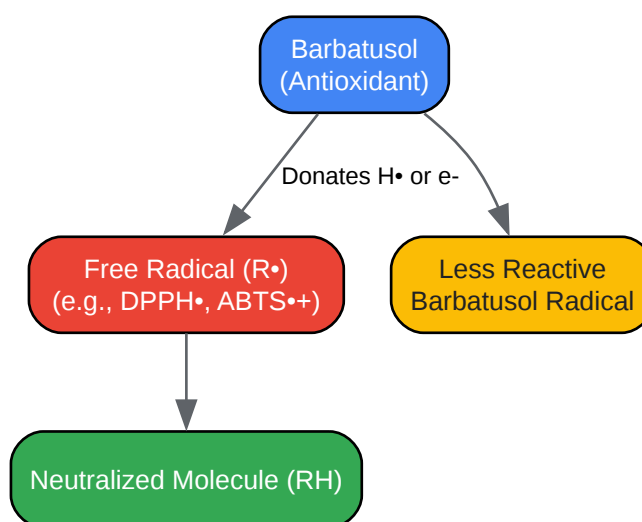 Barbatusol
(Antioxidant)
Donates H• or e-
Free Radical (R•)
(e.g., DPPH•, ABTS•+)
Less Reactive
Barbatusol Radical
Neutralized Molecule (RH)